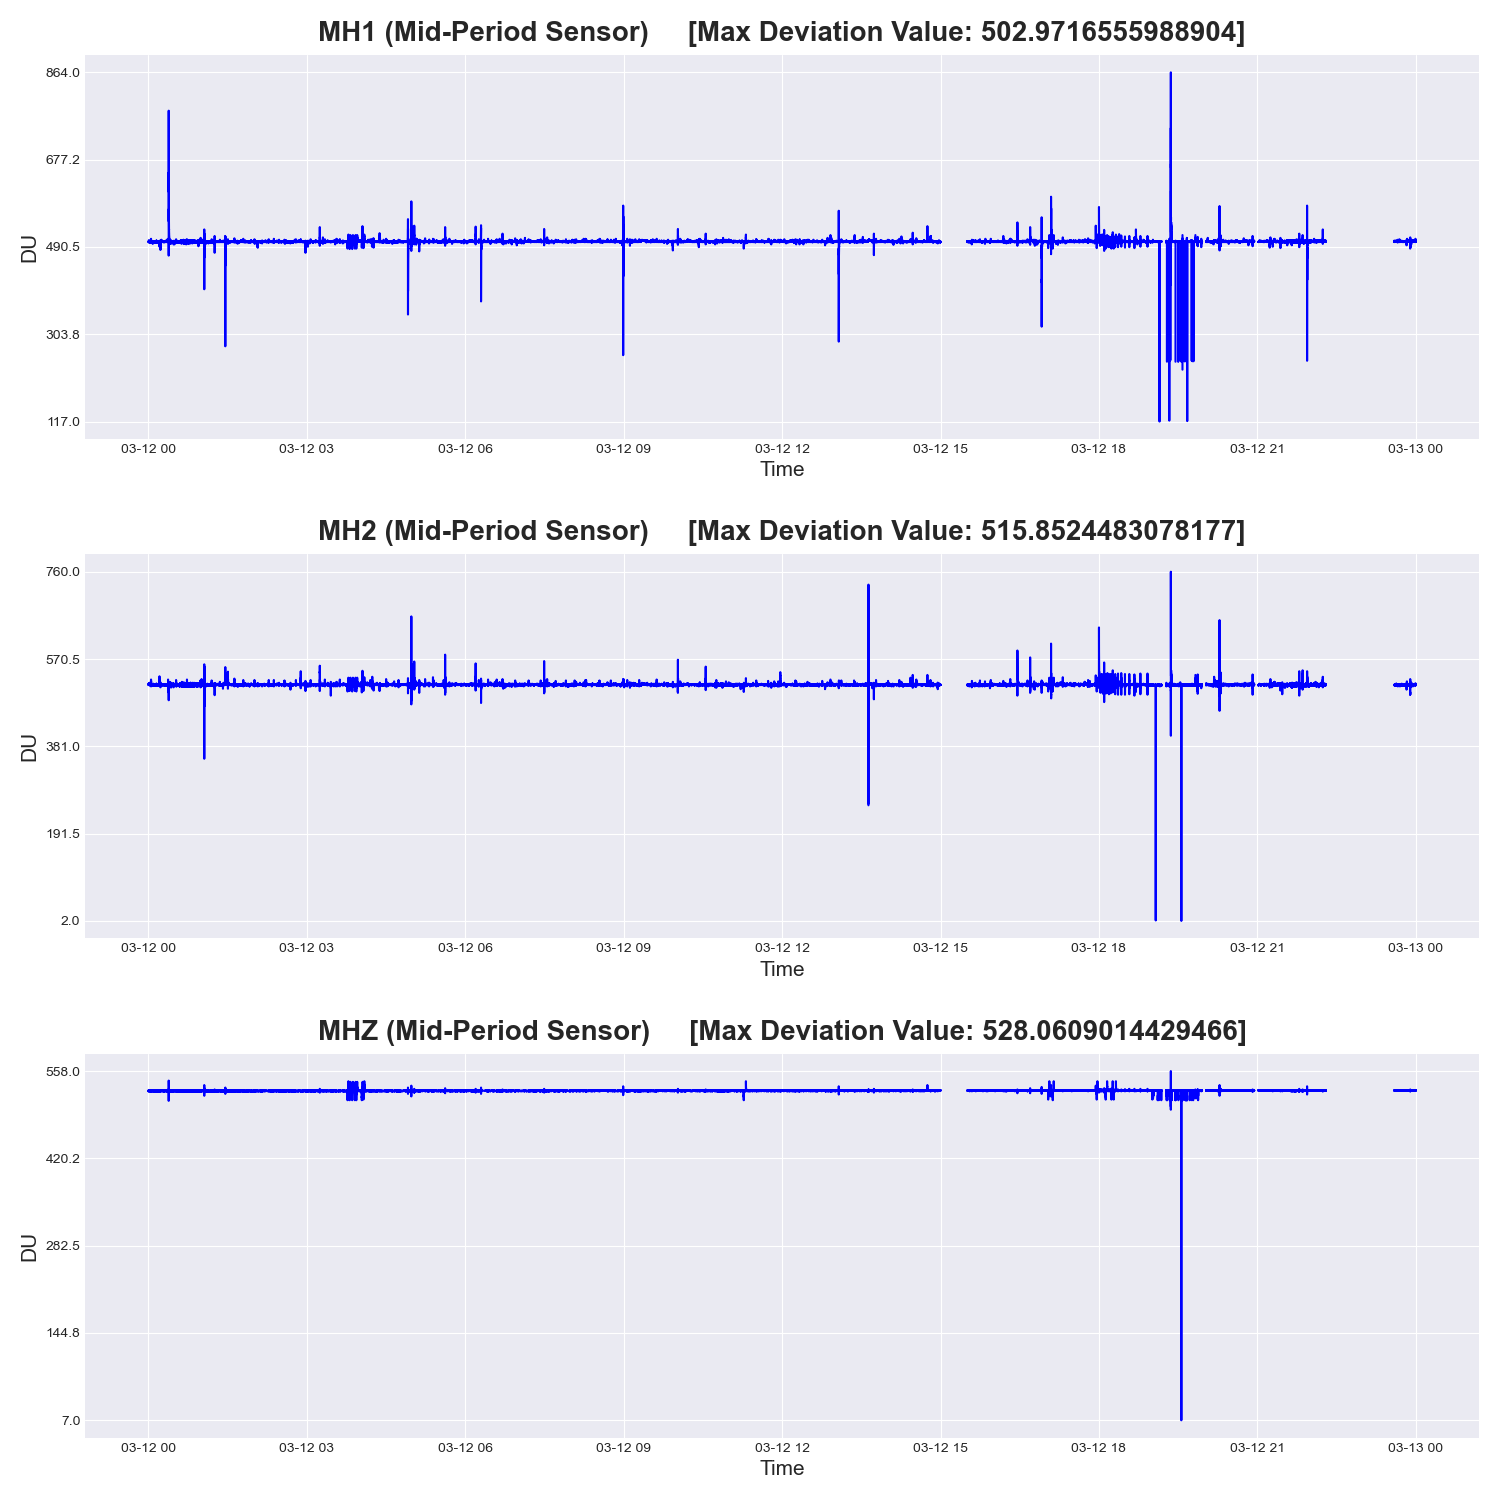 MH1 (Mid-Period Sensor) [Max Deviation Value: 502.9716555988904]
864.0
677.2
490.5
303.8
117.0
DU
03-12 00 03-12 03 03-12 06 03-12 09 03-12 12 03-12 15 03-12 18 03-12 21 03-13 00
Time
MH2 (Mid-Period Sensor) [Max Deviation Value: 515.8524483078177]
760.0
570.5
381.0
191.5
2.0
DU
03-12 00 03-12 03 03-12 06 03-12 09 03-12 12 03-12 15 03-12 18 03-12 21 03-13 00
Time
MHZ (Mid-Period Sensor) [Max Deviation Value: 528.0609014429466]
558.0
420.2
282.5
144.8
7.0
DU
03-12 00 03-12 03 03-12 06 03-12 09 03-12 12 03-12 15 03-12 18 03-12 21 03-13 00
Time